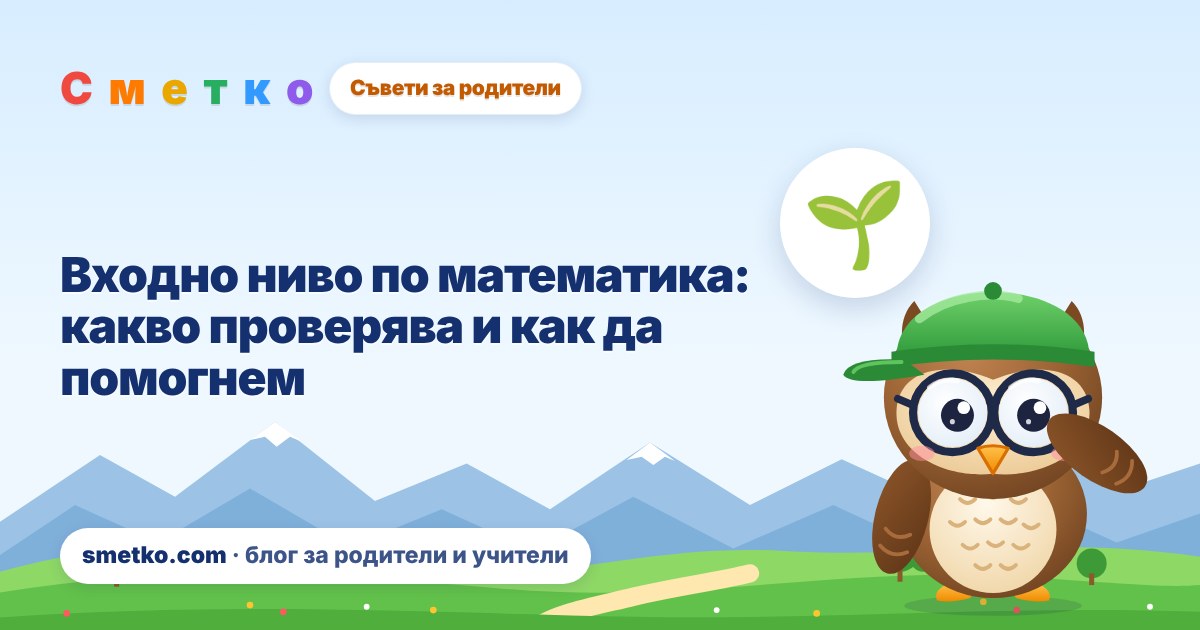 Сметко
Съвети за родители
Входно ниво по математика:
какво проверява и как да
помогнем
smetko.com · блог за родители и учители